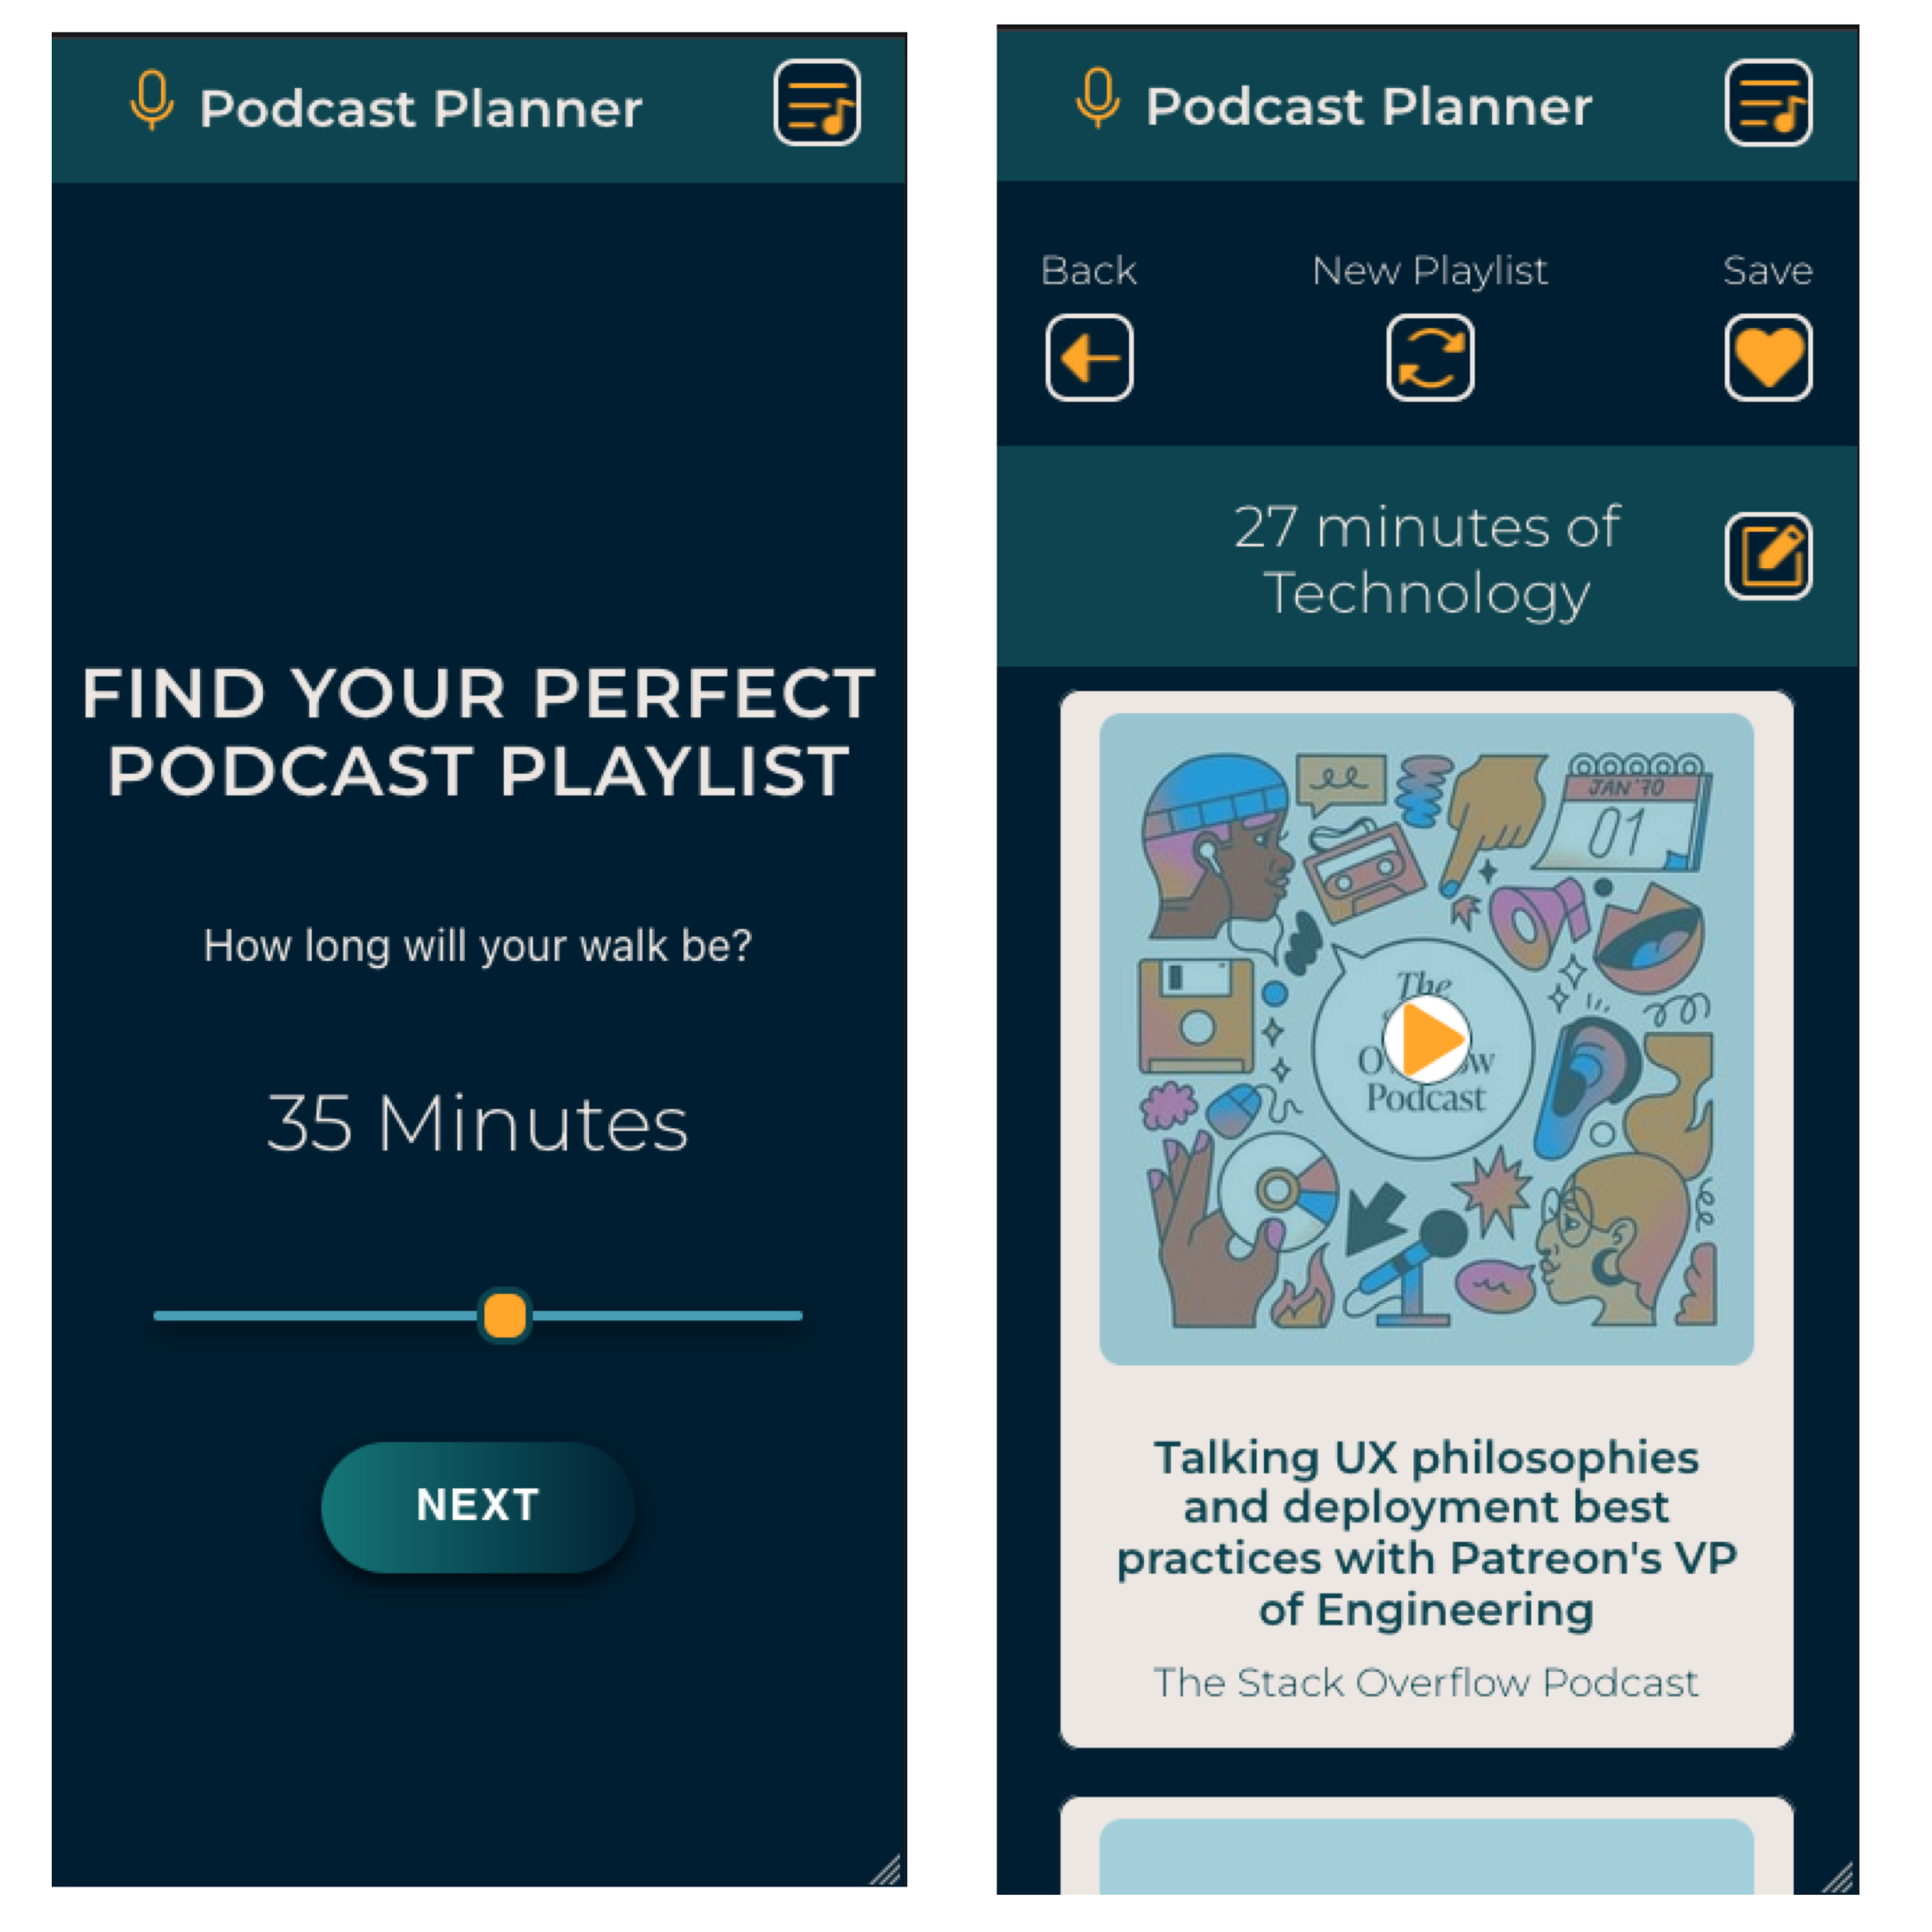 Podcast Planner
FIND YOUR PERFECT
PODCAST PLAYLIST
How long will your walk be?
35 Minutes
NEXT
Podcast Planner
Back New Playlist Save
27 minutes of
Technology
JAN '70
01
The
Podcast
Talking UX philosophies
and deployment best
practices with Patreon's VP
of Engineering
The Stack Overflow Podcast